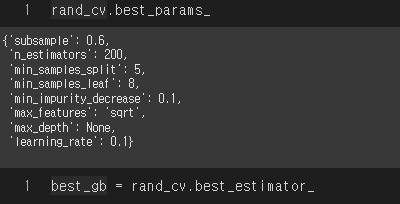 1 rand_cv.best_params_
{'subsample': 0.6,
'n_estimators': 200,
'min_samples_split': 5,
'min_samples_leaf': 8,
'min_impurity_decrease': 0.1,
'max_features': 'sqrt',
'max_depth': None,
'learning_rate': 0.1}
1 best_gb = rand_cv.best_estimator_